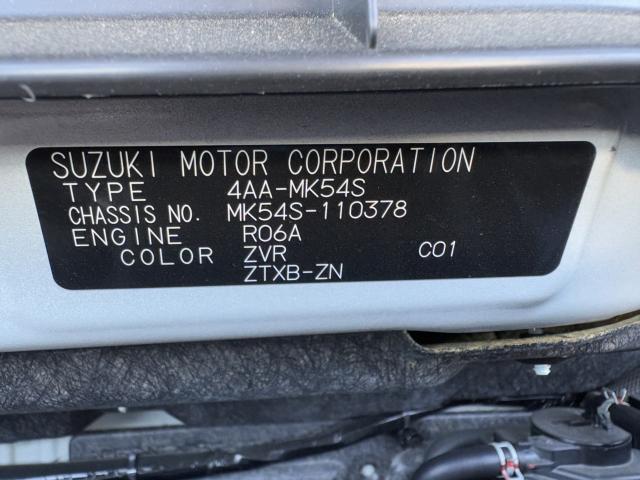 SUZUKI MOTOR CORPORATION
TYPE 4AA-MK54S
CHASSIS NO. MK54S-110378
ENGINE R06A
COLOR ZVR C01
ZTXB-ZN